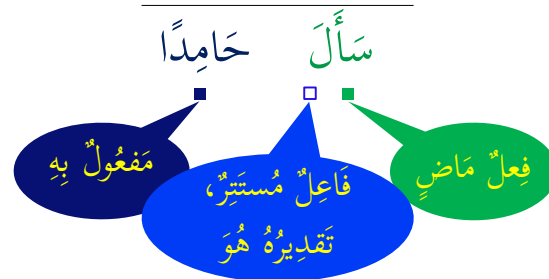 سَأَلَ حَامِدًا
فِعلٌ مَاضٍ
فَاعِلٌ مُستَتِرٌ،
تَقدِيرُهُ هُوَ
مَفعُولٌ بِهِ